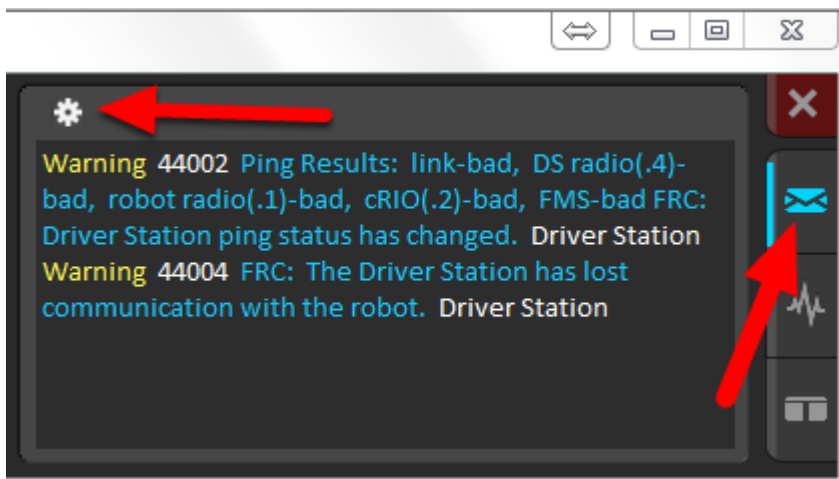 Warning 44002 Ping Results: link-bad, DS radio(.4)-
bad, robot radio(.1)-bad, cRIO(.2)-bad, FMS-bad FRC:
Driver Station ping status has changed. Driver Station
Warning 44004 FRC: The Driver Station has lost
communication with the robot. Driver Station